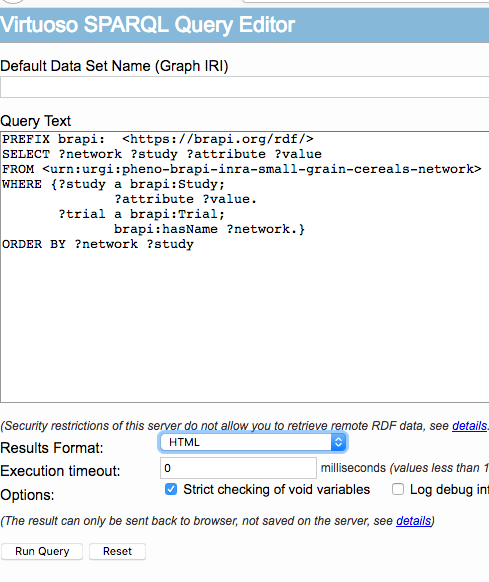 Virtuoso SPARQL Query Editor
Default Data Set Name (Graph IRI)
Query Text
PREFIX brapi:  <https://brapi.org/rdf/>
SELECT ?network ?study ?attribute ?value
FROM <urn:urgi:pheno-brapi-inra-small-grain-cereals-network>
WHERE {?study a brapi:Study;
?attribute ?value.
?trial a brapi:Trial;
brapi:hasName ?network.}
ORDER BY ?network ?study
(Security restrictions of this server do not allow you to retrieve remote RDF data, see details.
Results Format: HTML
Execution timeout: 0 milliseconds (values less than 1
Options: Strict checking of void variables Log debug inf
(The result can only be sent back to browser, not saved on the server, see details)
Run Query Reset